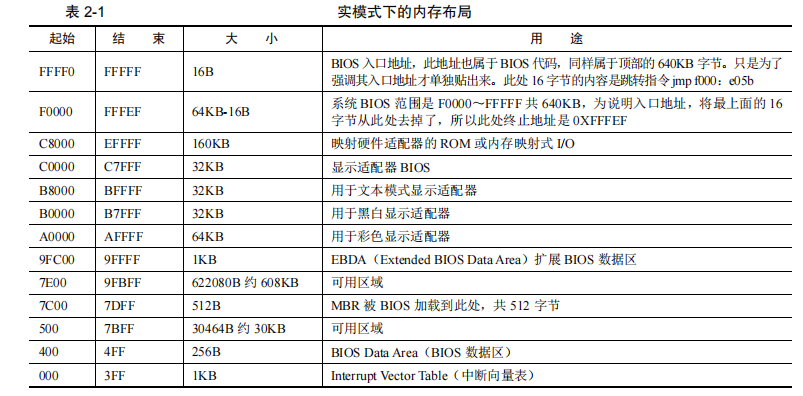 表 2-1 实模式下的内存布局
起始 结 束 大 小 用 途
FFFF0 FFFFF 16B BIOS 入口地址，此地址也属于 BIOS 代码，同样属于顶部的 640KB 字节。只是为了
强调其入口地址才单独贴出来。此处 16 字节的内容是跳转指令 jmp f000：e05b
F0000 FFFEF 64KB-16B 系统 BIOS 范围是 F0000～FFFFF 共 640KB，为说明入口地址，将最上面的 16
字节从此处去掉了，所以此处终止地址是 0XFFFEF
C8000 EFFFF 160KB 映射硬件适配器的 ROM 或内存映射式 I/O
C0000 C7FFF 32KB 显示适配器 BIOS
B8000 BFFFF 32KB 用于文本模式显示适配器
B0000 B7FFF 32KB 用于黑白显示适配器
A0000 AFFFF 64KB 用于彩色显示适配器
9FC00 9FFFF 1KB EBDA（Extended BIOS Data Area）扩展 BIOS 数据区
7E00 9FBFF 622080B 约 608KB 可用区域
7C00 7DFF 512B MBR 被 BIOS 加载到此处，共 512 字节
500 7BFF 30464B 约 30KB 可用区域
400 4FF 256B BIOS Data Area（BIOS 数据区）
000 3FF 1KB Interrupt Vector Table（中断向量表）